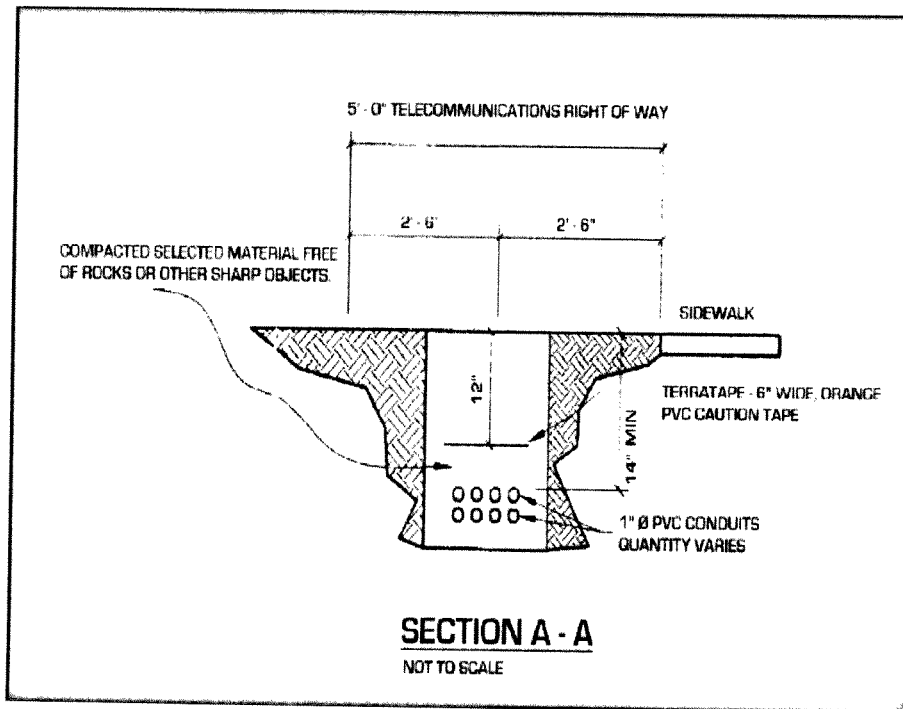 5' - 0" TELECOMMUNICATIONS RIGHT OF WAY
2' - 6'
2' - 6"
COMPACTED SELECTED MATERIAL FREE
OF ROCKS OR OTHER SHARP OBJECTS.
SIDEWALK
12"
TERRATAPE - 6" WIDE, ORANGE
PVC CAUTION TAPE
14" MIN
1" Ø PVC CONDUITS
QUANTITY VARIES
SECTION A - A
NOT TO SCALE